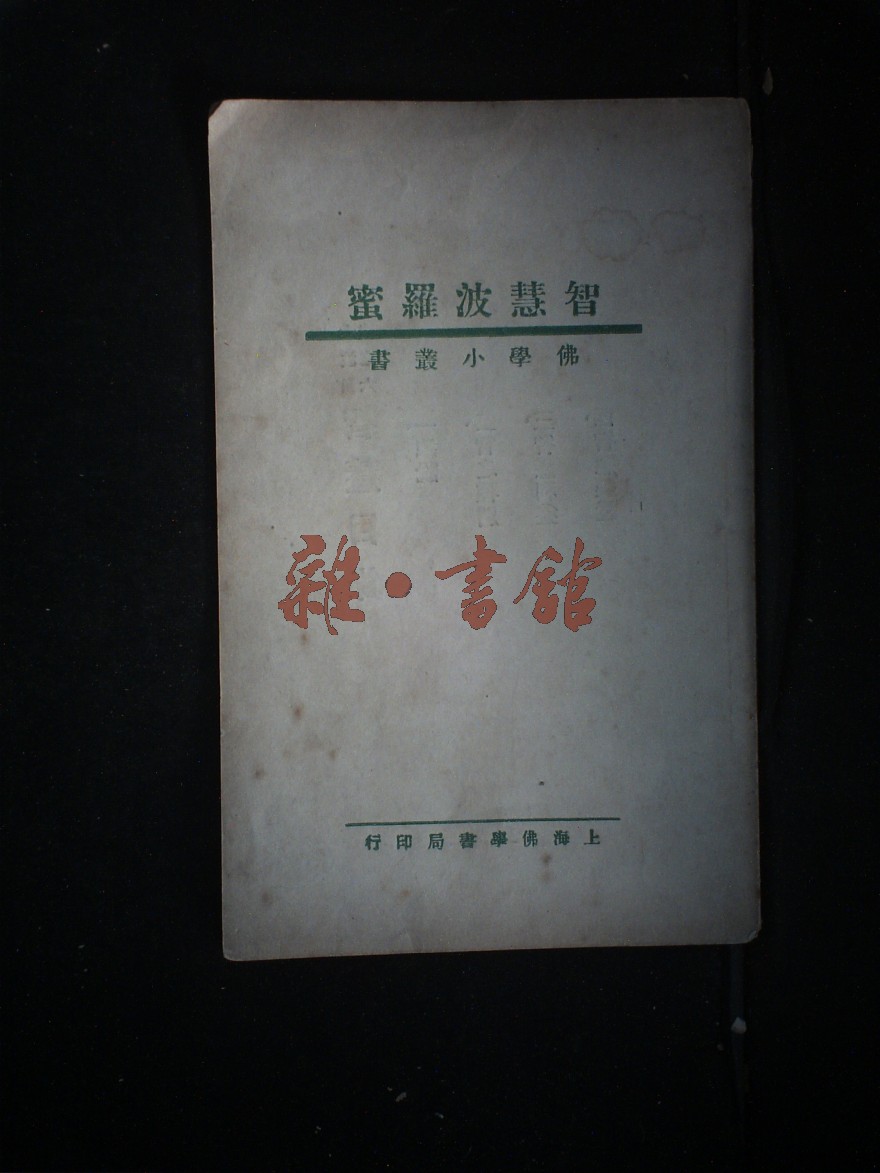 智慧波羅蜜
佛學小叢書
雜·書館
上海佛學書局印行